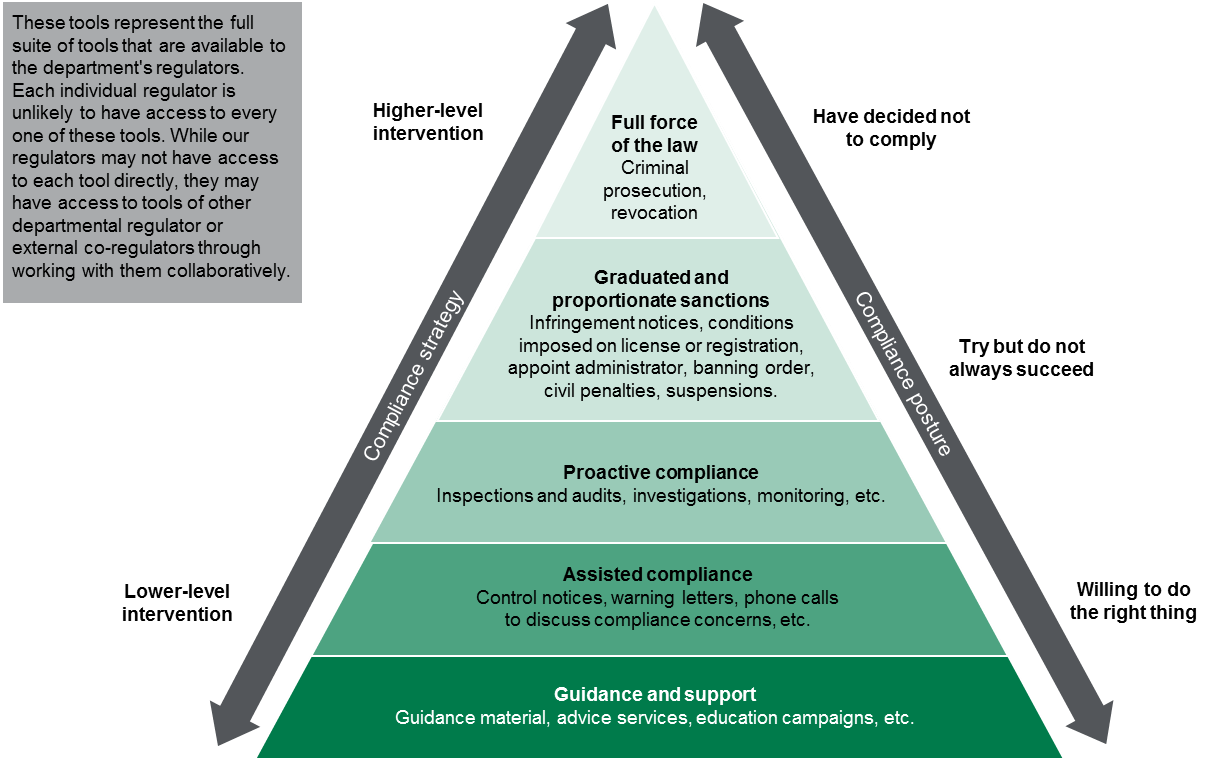 These tools represent the full
suite of tools that are available to
the department's regulators.
Each individual regulator is
unlikely to have access to every
one of these tools. While our
regulators may not have access
to each tool directly, they may
have access to tools of other
departmental regulator or
external co-regulators through
working with them collaboratively.
Higher-level
intervention
Lower-level
intervention
Compliance strategy
Full force
of the law
Criminal
prosecution,
revocation
Graduated and
proportionate sanctions
Infringement notices, conditions
imposed on license or registration,
appoint administrator, banning order,
civil penalties, suspensions.
Proactive compliance
Inspections and audits, investigations, monitoring, etc.
Assisted compliance
Control notices, warning letters, phone calls
to discuss compliance concerns, etc.
Guidance and support
Guidance material, advice services, education campaigns, etc.
Compliance posture
Have decided not
to comply
Try but do not
always succeed
Willing to do
the right thing